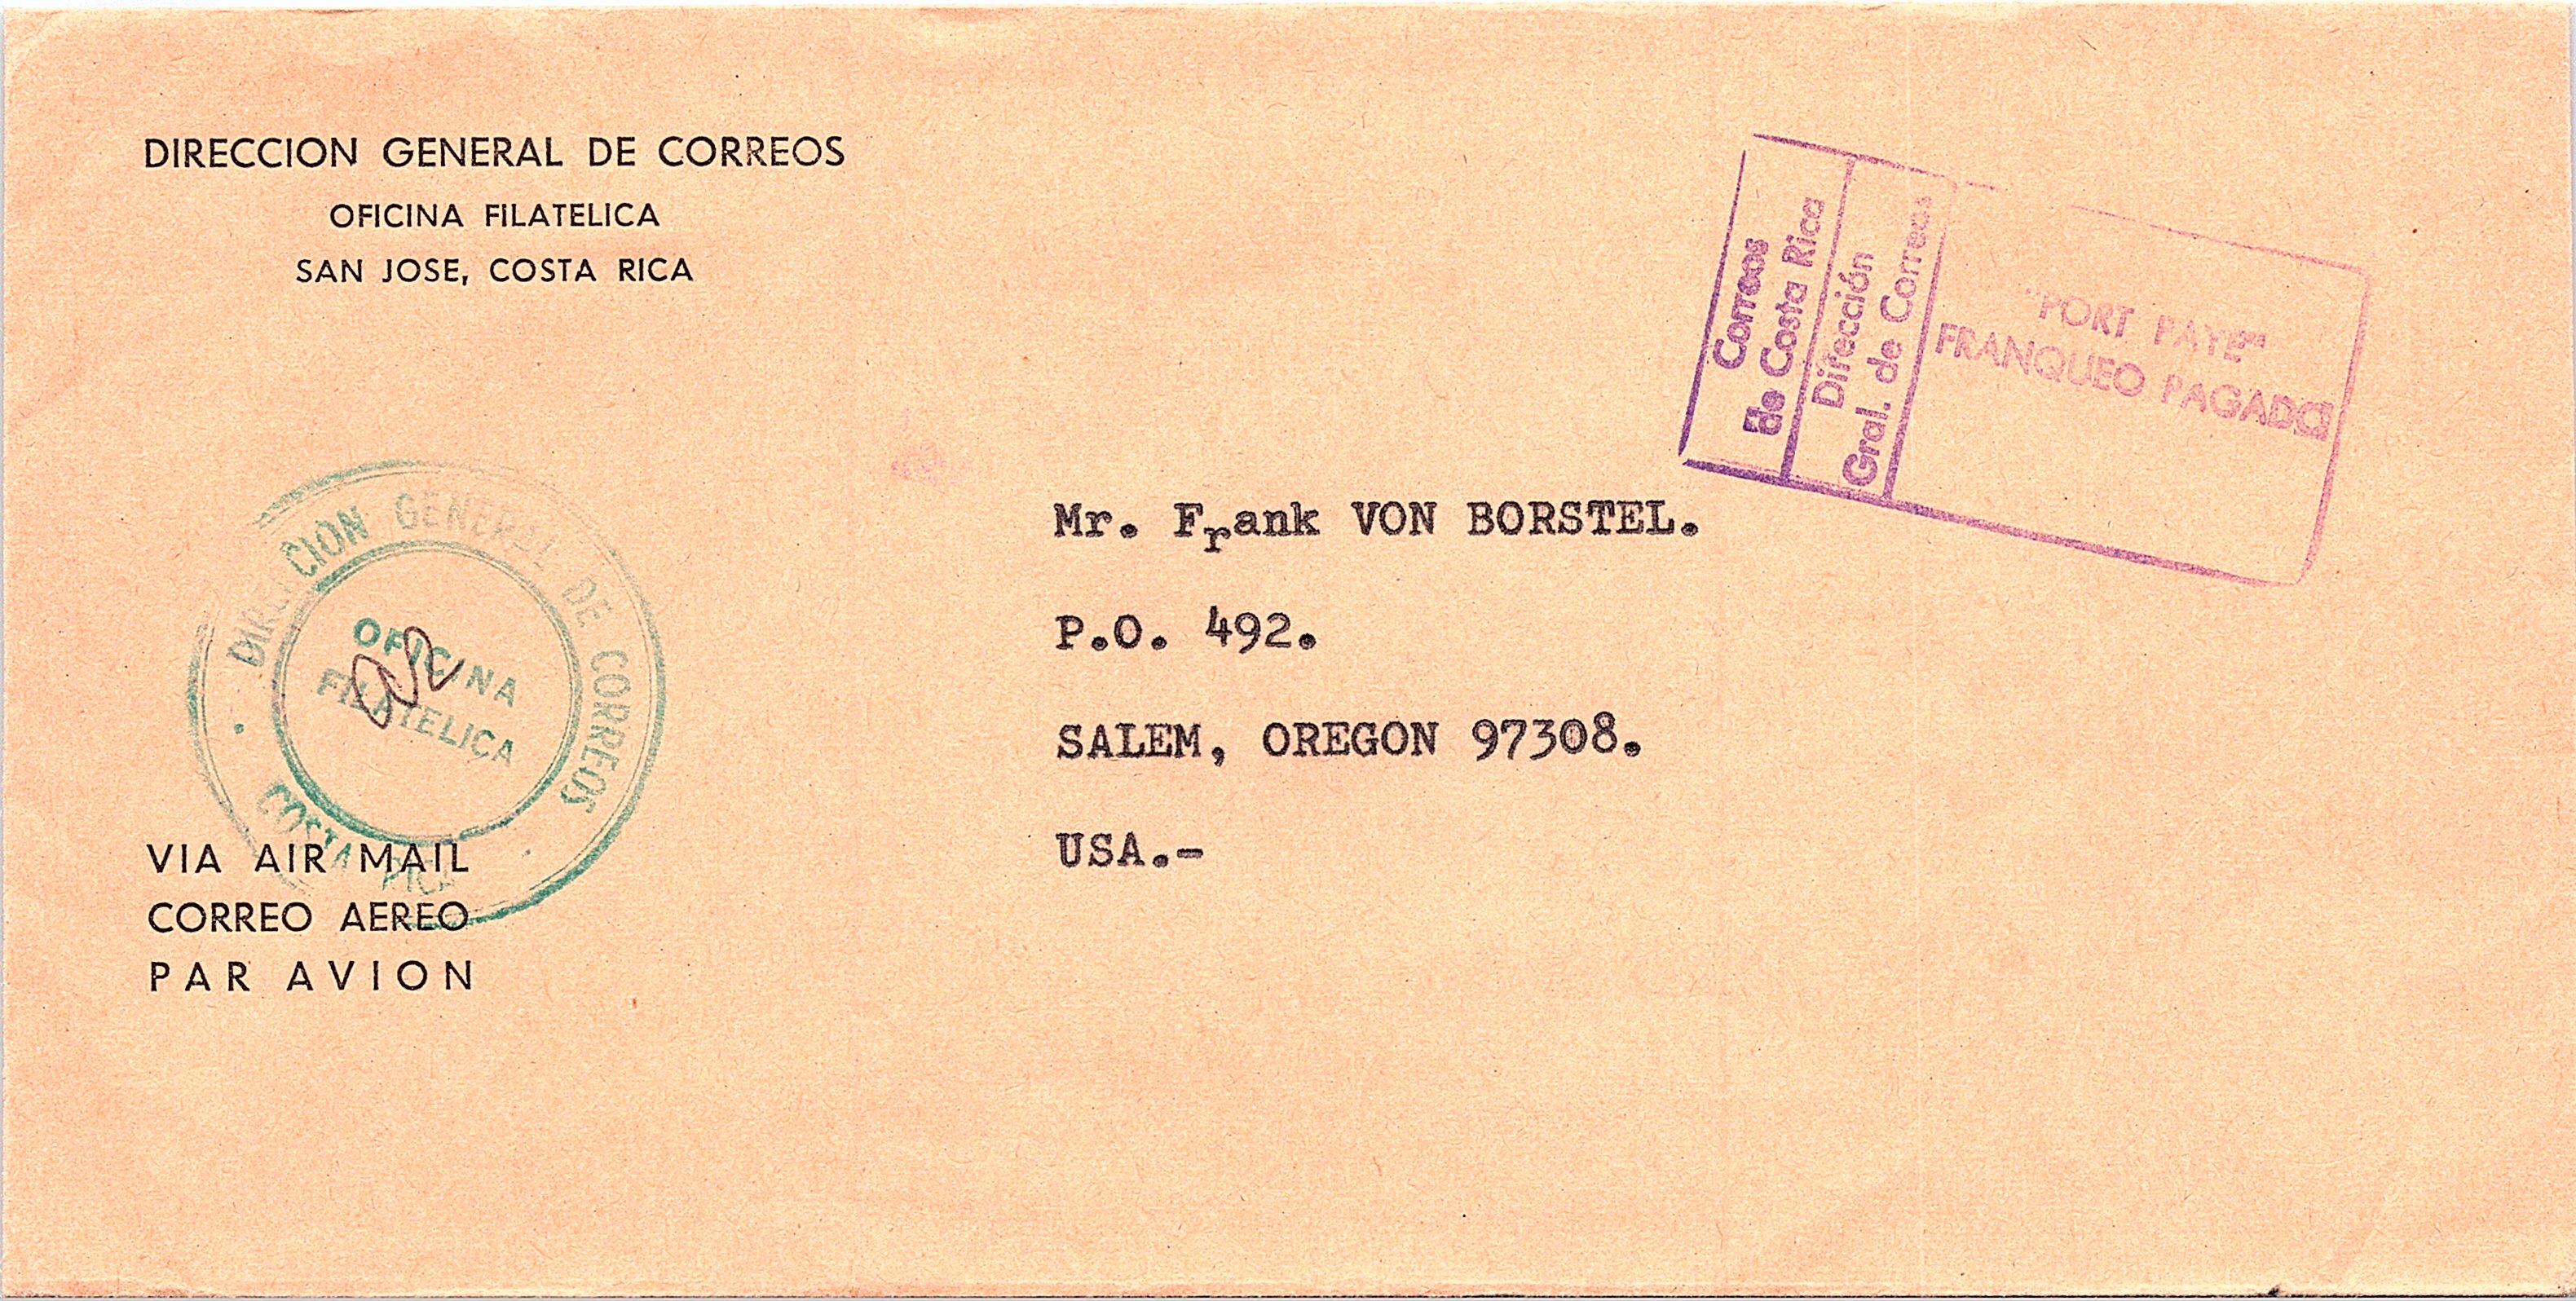 DIRECCION GENERAL DE CORREOS
OFICINA FILATELICA
SAN JOSE, COSTA RICA
Correos
de Costa Rica
Dirección
Gral. de Correos
"PORT PAYE"
FRANQUEO PAGADO
Mr. Frank VON BORSTEL.
P.O. 492.
SALEM, OREGON 97308.
USA.-
DIRECCION GENERAL DE CORREOS
OFICINA
FILATELICA
COSTA RICA
VIA AIR MAIL
CORREO AEREO
PAR AVION